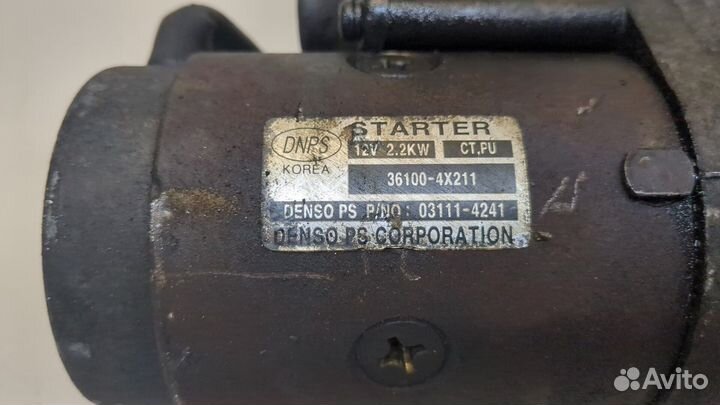 STARTER
DNPS
KOREA
12V 2.2KW CT,PU
36100-4X211
DENSO PS P/NO : 03111-4241
DENSO PS CORPORATION
Avito